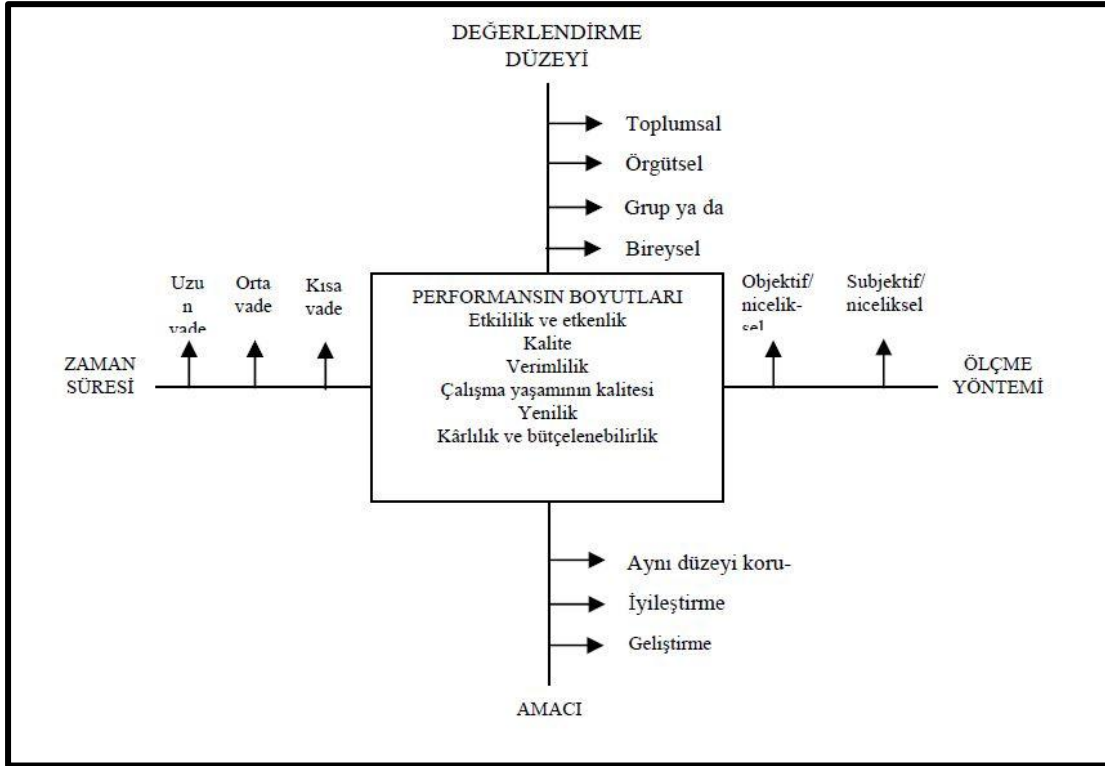 DEĞERLENDİRME
DÜZEYİ
Toplumsal
Örgütsel
Grup ya da
Bireysel
Uzu
n
vade
Orta
vade
Kısa
vade
PERFORMANSIN BOYUTLARI
Etkililik ve etkenlik
Kalite
Verimlilik
Çalışma yaşamının kalitesi
Yenilik
Kârlılık ve bütçelenebilirlik
Objektif/
nicelik-
sel
Subjektif/
niceliksel
ZAMAN
SÜRESİ
ÖLÇME
YÖNTEMİ
Aynı düzeyi koru-
İyileştirme
Geliştirme
AMACI